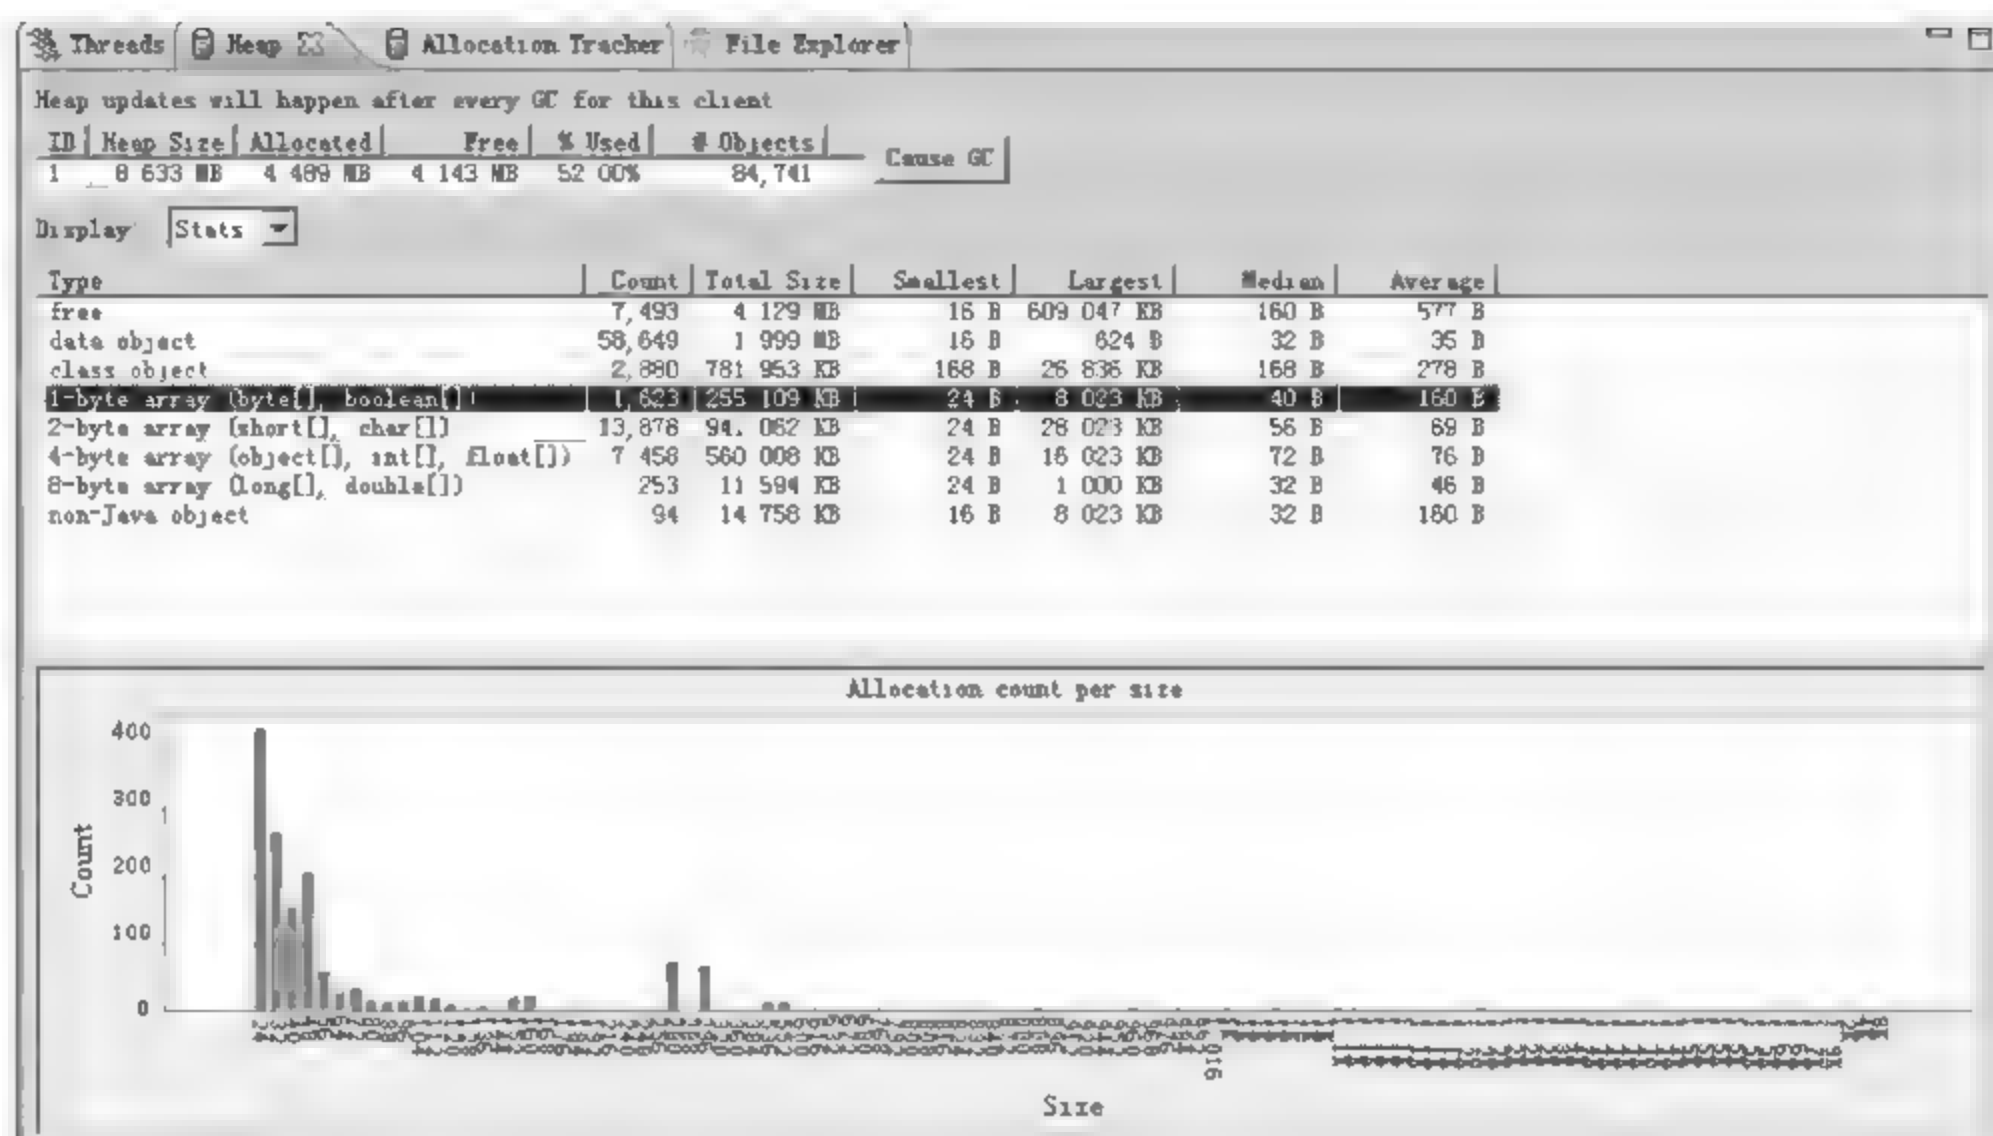 Threads Heap Allocation Tracker File Explorer
Heap updates will happen after every GC for this client
ID Heap Size Allocated Free % Used # Objects
1 8 633 MB 4 489 MB 4 143 MB 52 00% 84,741
Cause GC
Display Stats
Type Count Total Size Smallest Largest Median Average
free 7,493 4 129 MB 16 B 609 047 KB 160 B 577 B
data object 58,649 1 999 MB 16 B 624 B 32 B 35 B
class object 2,880 781 953 KB 168 B 26 836 KB 168 B 278 B
1-byte array (byte[], boolean[]) 1,623 255 109 KB 24 B 8 023 KB 40 B 160 B
2-byte array (short[], char[]) 13,878 062 KB 24 B 28 023 KB 56 B 69 B
4-byte array (object[], int[], float[]) 7 458 560 008 KB 24 B 16 023 KB 72 B 76 B
8-byte array (long[], double[]) 253 11 594 KB 24 B 1 000 KB 32 B 46 B
non-Java object 94 14 758 KB 16 B 8 023 KB 32 B 160 B
Allocation count per size
400
300
200
100
0
Count
Size